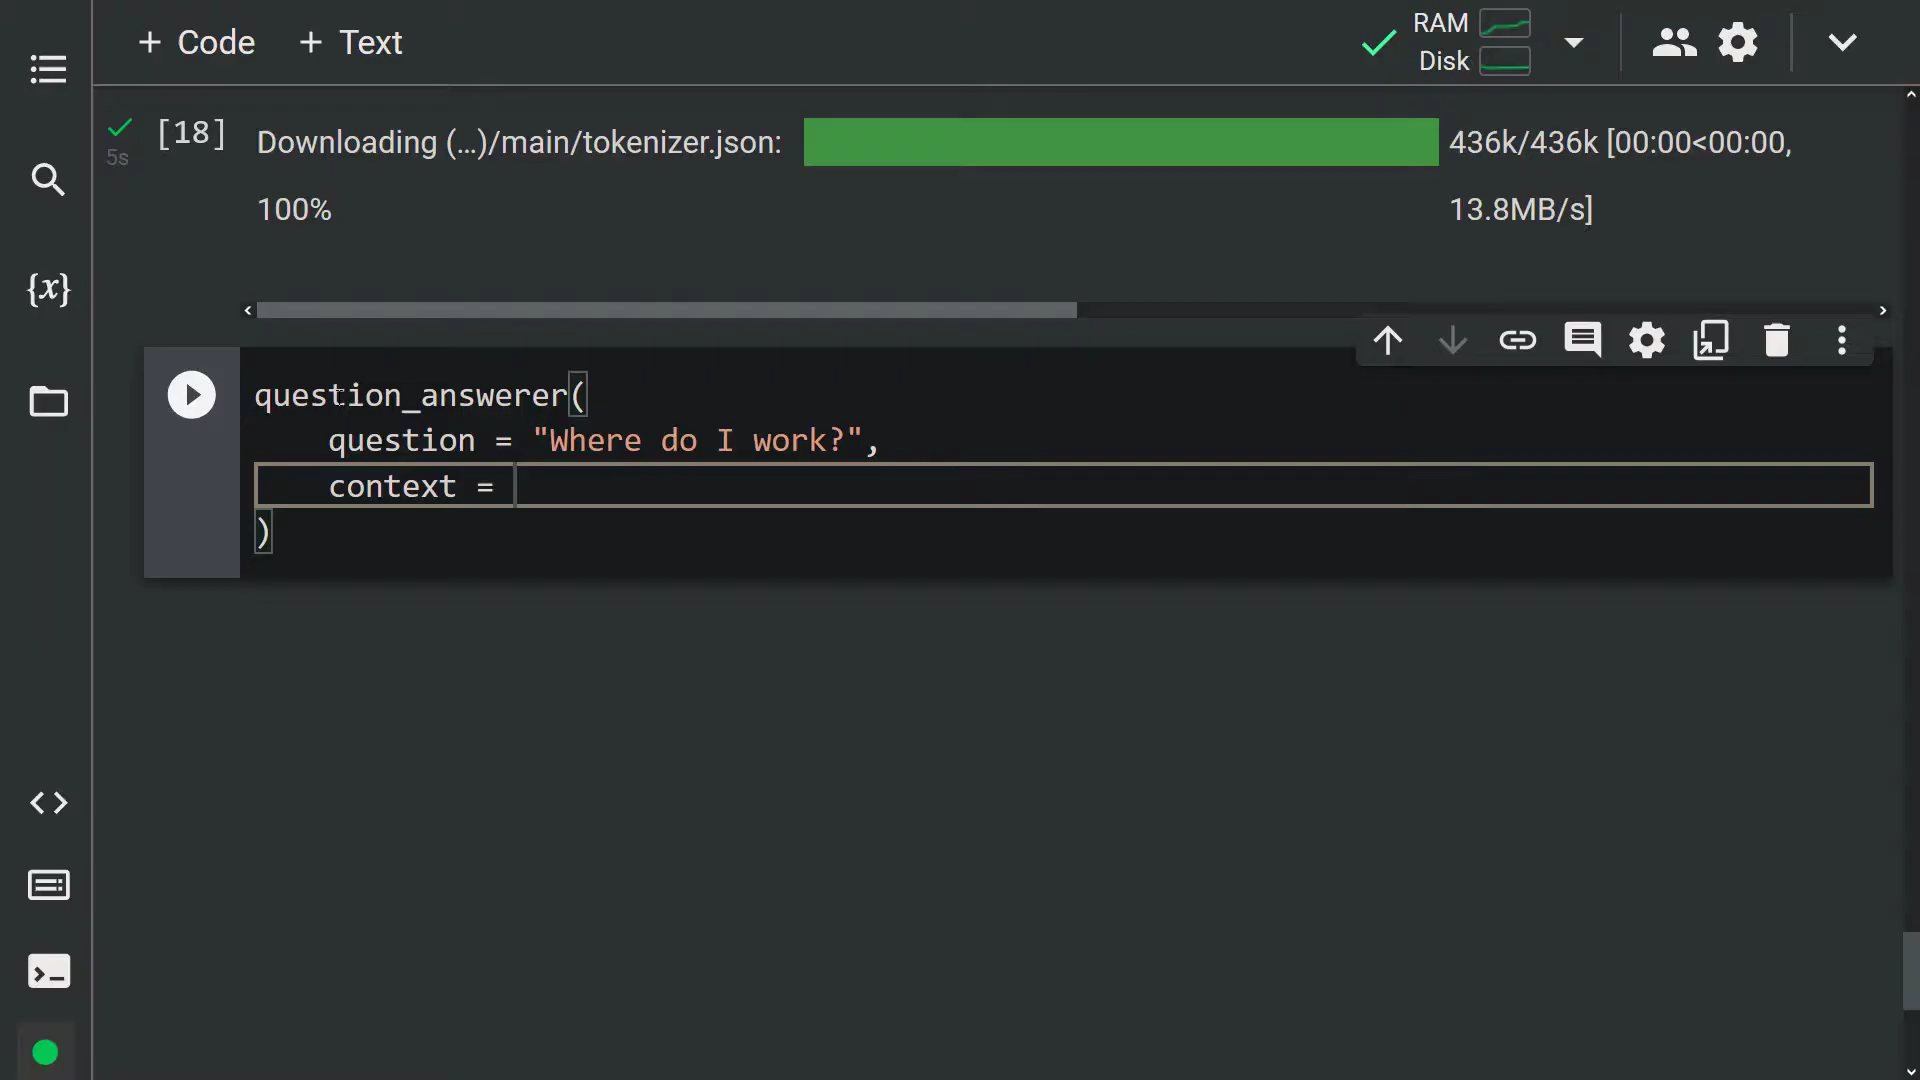 + Code + Text
RAM
Disk
[18] Downloading (…)/main/tokenizer.json: 436k/436k [00:00<00:00,
5s
100% 13.8MB/s]
{x}
question_answerer(
question = "Where do I work?",
context =
)